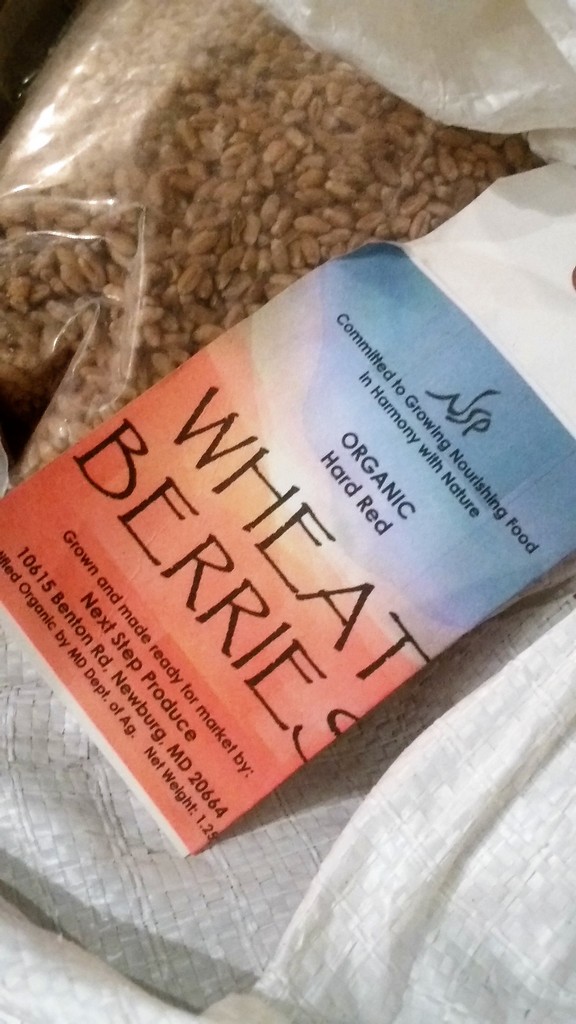 NSP
Committed to Growing Nourishing Food
In Harmony with Nature
ORGANIC
Hard Red
WHEAT
BERRIES
Grown and made ready for market by:
Next Step Produce
10615 Benton Rd, Newburg, MD 20664
Organic by MD Dept. of Ag. Net Weight: 1.25